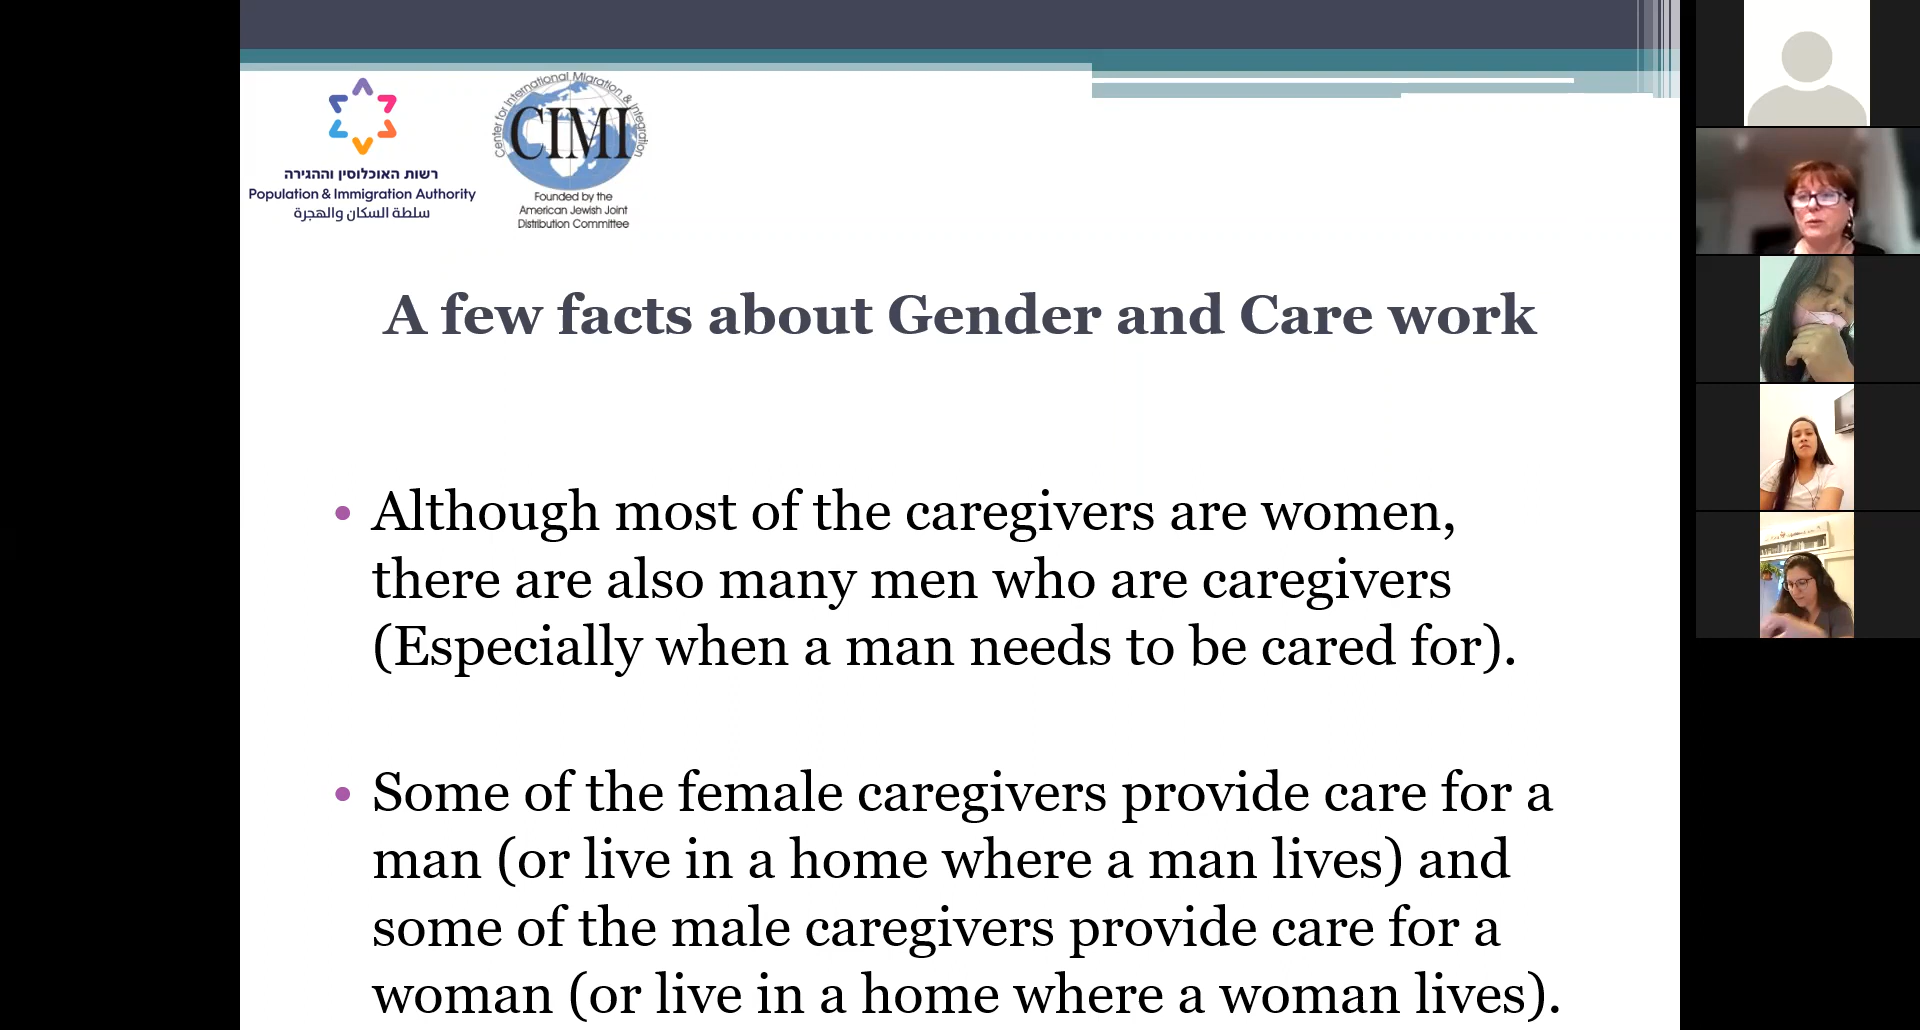 רשות האוכלוסין וההגירה
Population & Immigration Authority
سلطة السكان والهجرة
Center for International Migration & Integration
CIMI
Founded by the
American Jewish Joint
Distribution Committee
A few facts about Gender and Care work
• Although most of the caregivers are women,
there are also many men who are caregivers
(Especially when a man needs to be cared for).
• Some of the female caregivers provide care for a
man (or live in a home where a man lives) and
some of the male caregivers provide care for a
woman (or live in a home where a woman lives).